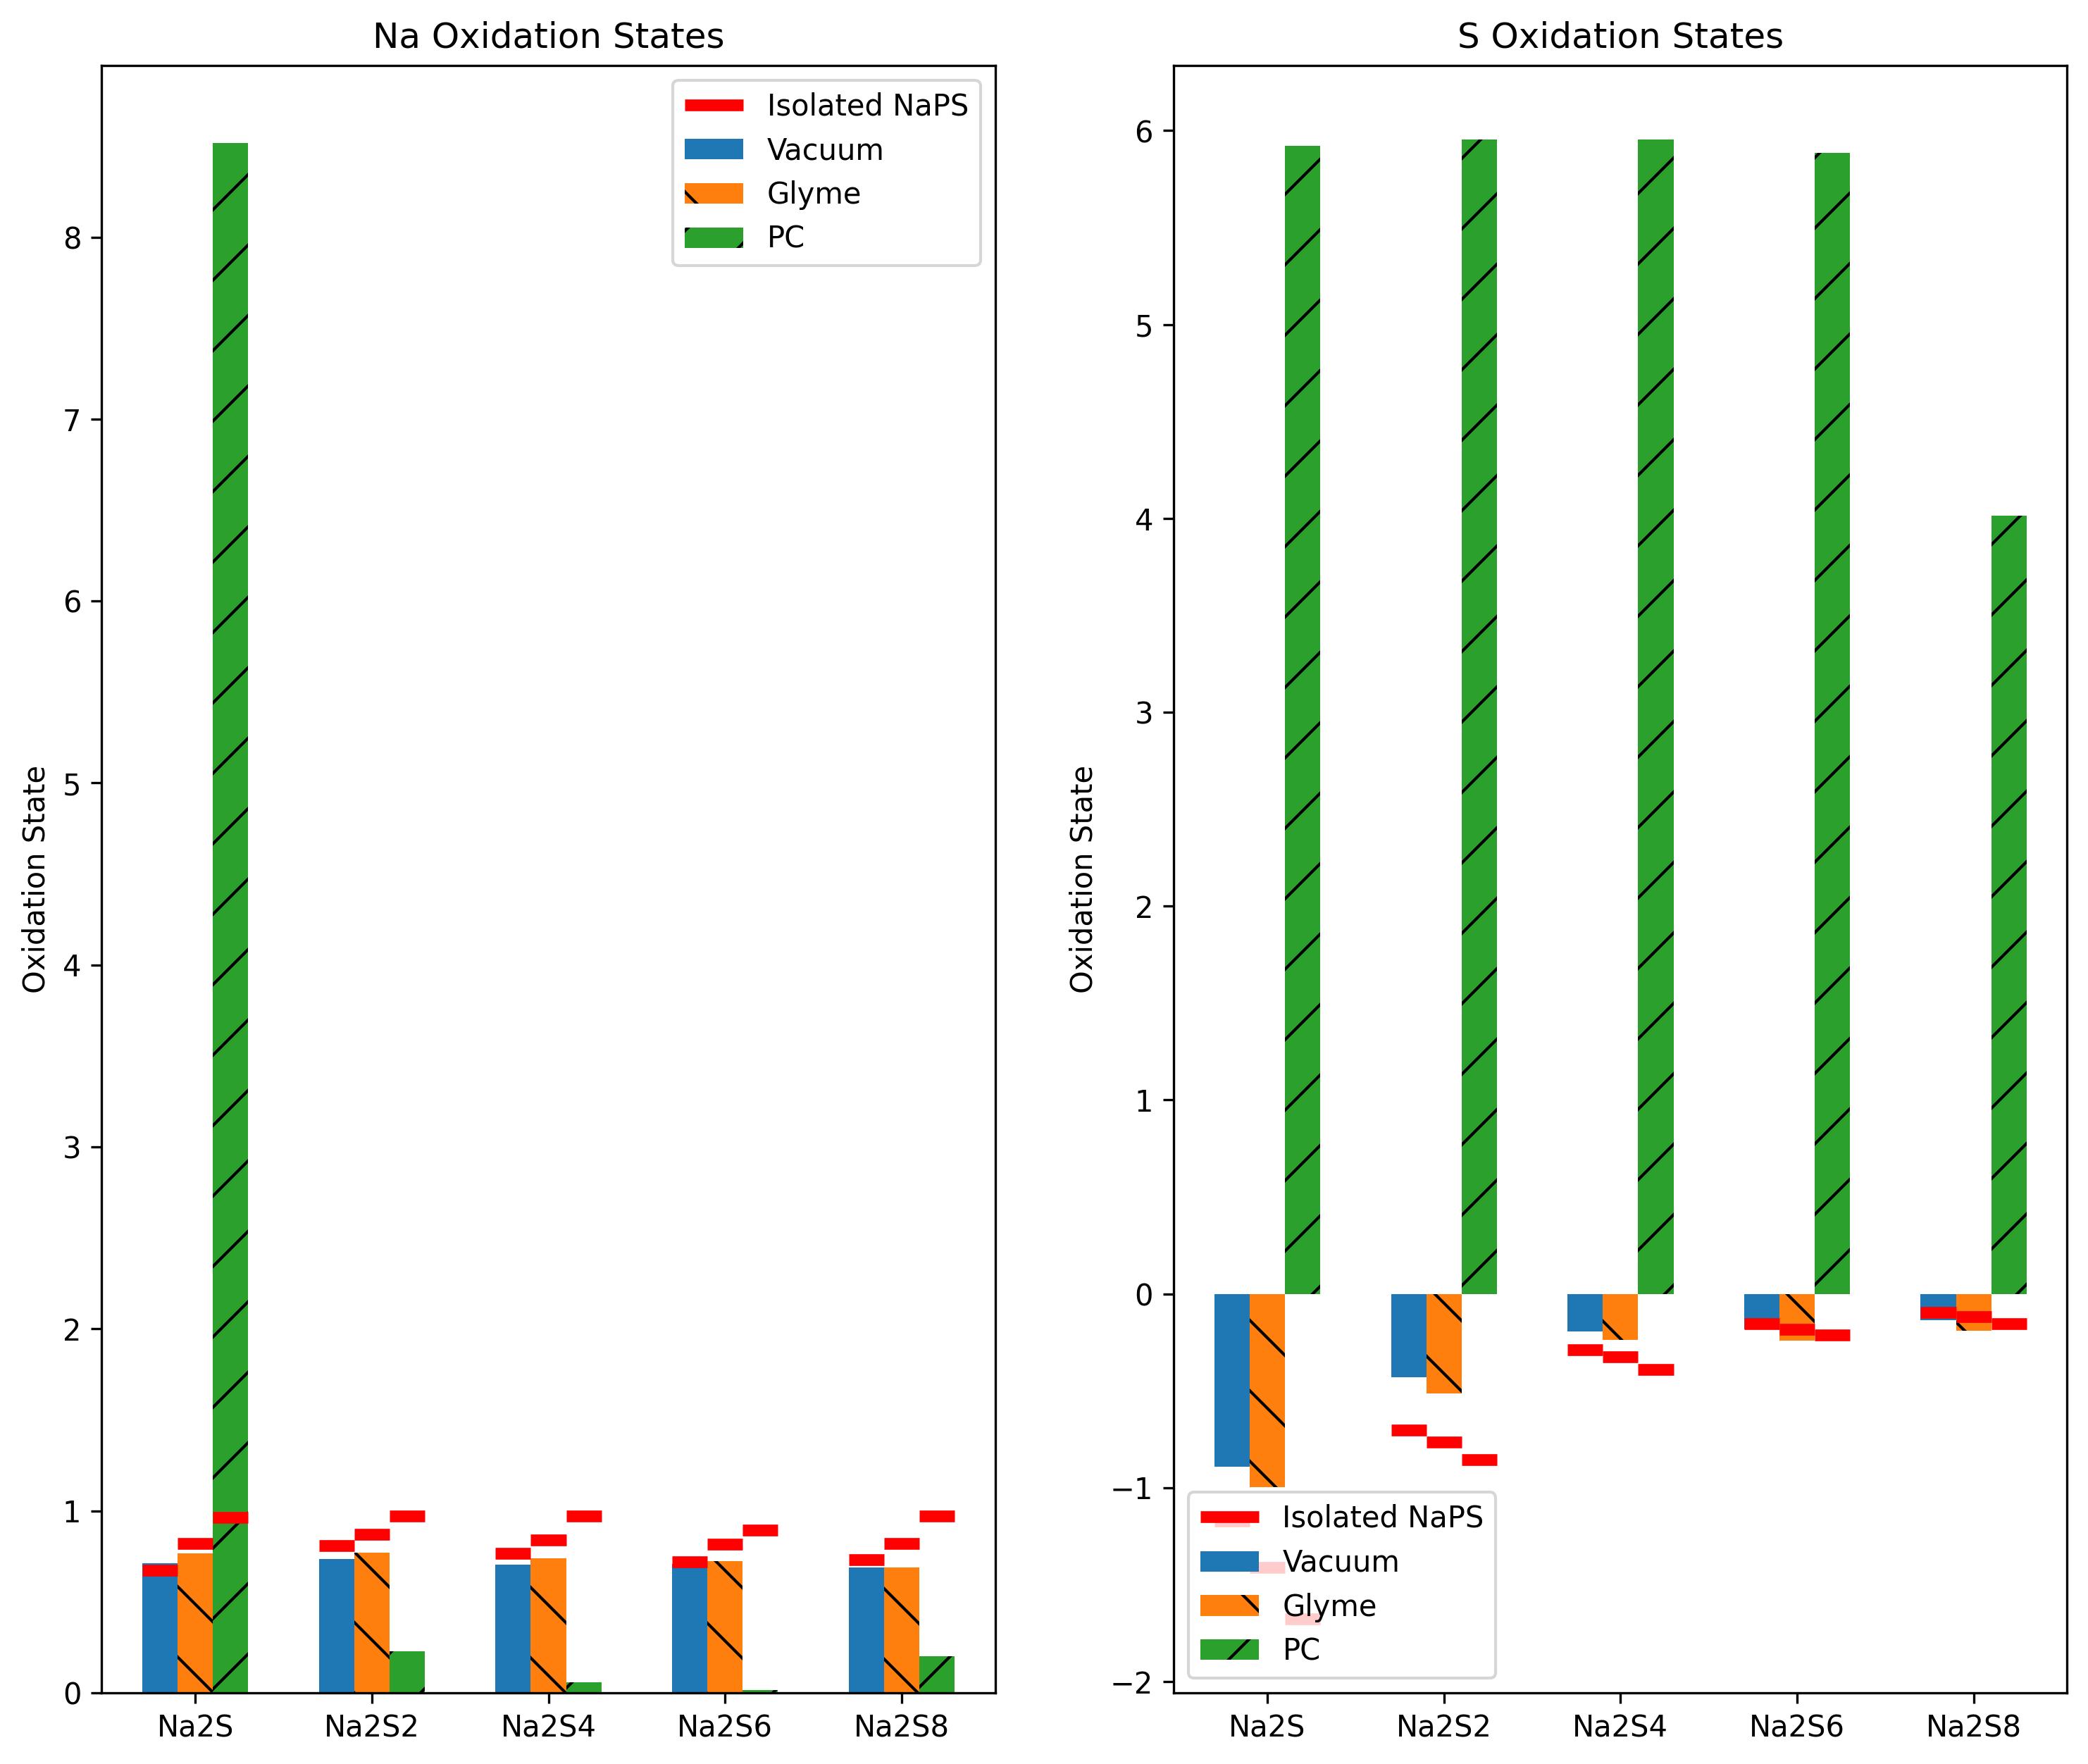 Na Oxidation States
Oxidation State
8
7
6
5
4
3
2
1
0
Isolated NaPS
Vacuum
Glyme
PC
Na2S
Na2S2
Na2S4
Na2S6
Na2S8
S Oxidation States
Oxidation State
6
5
4
3
2
1
0
−1
−2
Isolated NaPS
Vacuum
Glyme
PC
Na2S
Na2S2
Na2S4
Na2S6
Na2S8